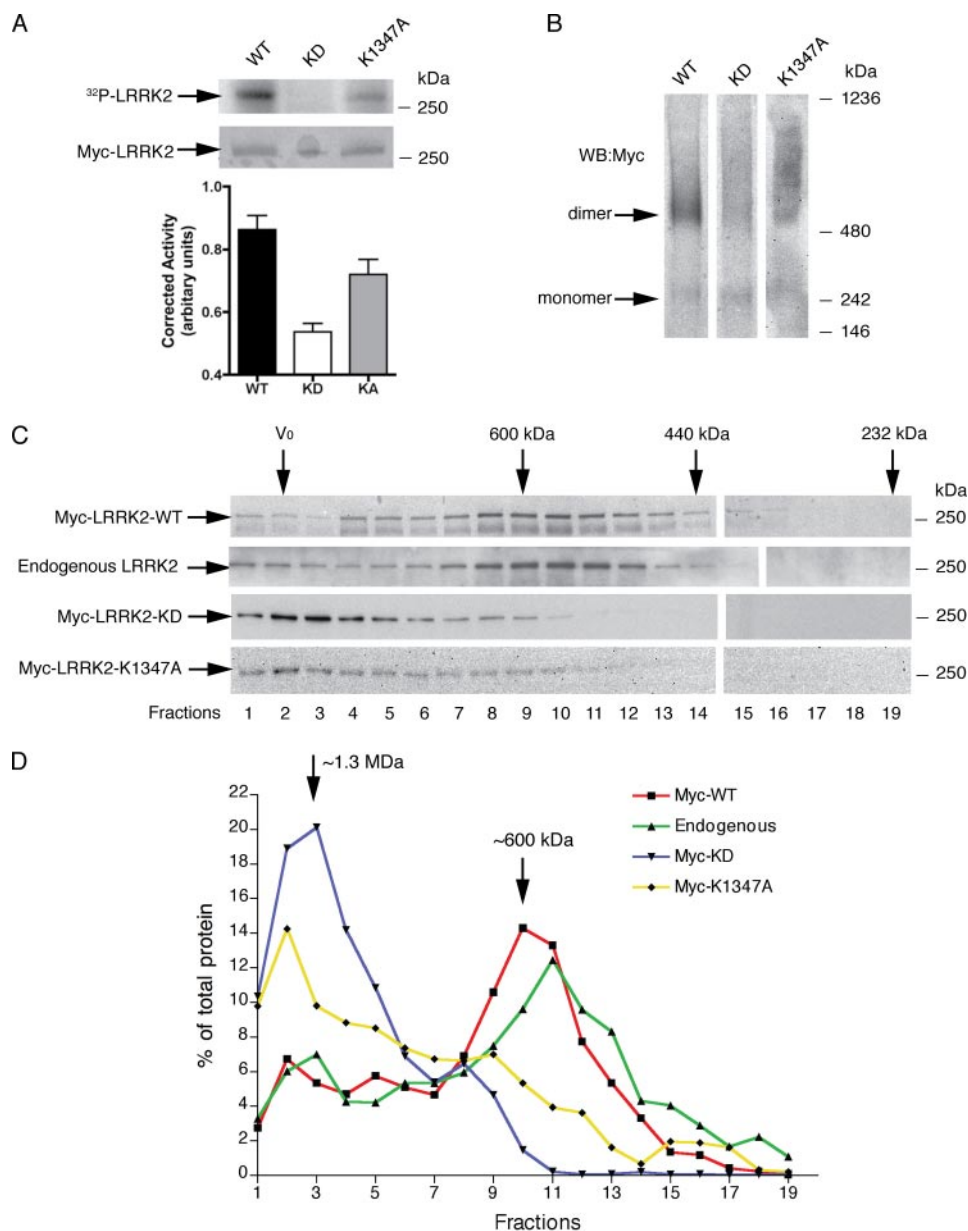 A
WT KD K1347A
kDa
32P-LRRK2
250
Myc-LRRK2
250
1.0
0.8
0.6
0.4
Corrected Activity
(arbitary units)
WT KD KA
B
WT KD K1347A
kDa
1236
WB:Myc
dimer
480
monomer
242
146
C
V0 600 kDa 440 kDa 232 kDa
kDa
Myc-LRRK2-WT 250
Endogenous LRRK2 250
Myc-LRRK2-KD 250
Myc-LRRK2-K1347A 250
Fractions 1 2 3 4 5 6 7 8 9 10 11 12 13 14 15 16 17 18 19
D
~1.3 MDa
~600 kDa
Myc-WT
Endogenous
Myc-KD
Myc-K1347A
22
20
18
16
14
12
10
8
6
4
2
0
% of total protein
1 3 5 7 9 11 13 15 17 19
Fractions